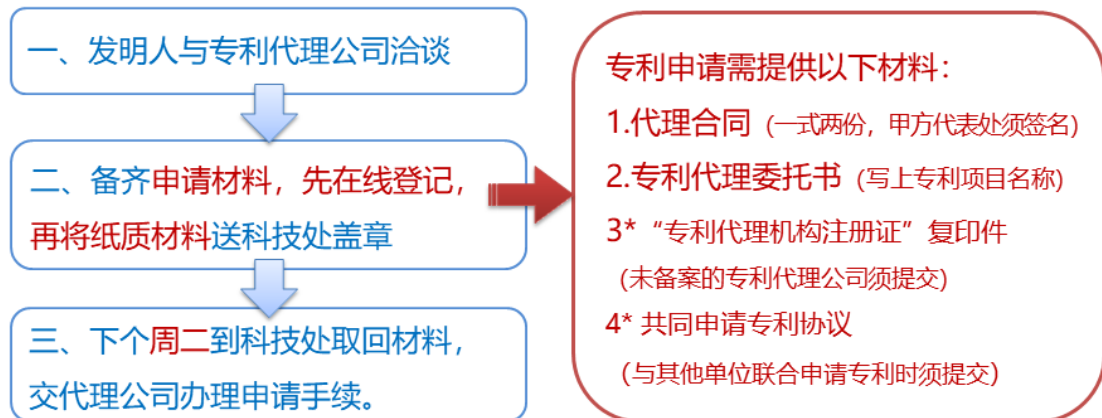 一、发明人与专利代理公司洽谈
二、备齐申请材料，先在线登记，
再将纸质材料送科技处盖章
三、下个周二到科技处取回材料，
交代理公司办理申请手续。
专利申请需提供以下材料：
1.代理合同（一式两份，甲方代表处须签名）
2.专利代理委托书（写上专利项目名称）
3*“专利代理机构注册证”复印件
（未备案的专利代理公司须提交）
4* 共同申请专利协议
（与其他单位联合申请专利时须提交）